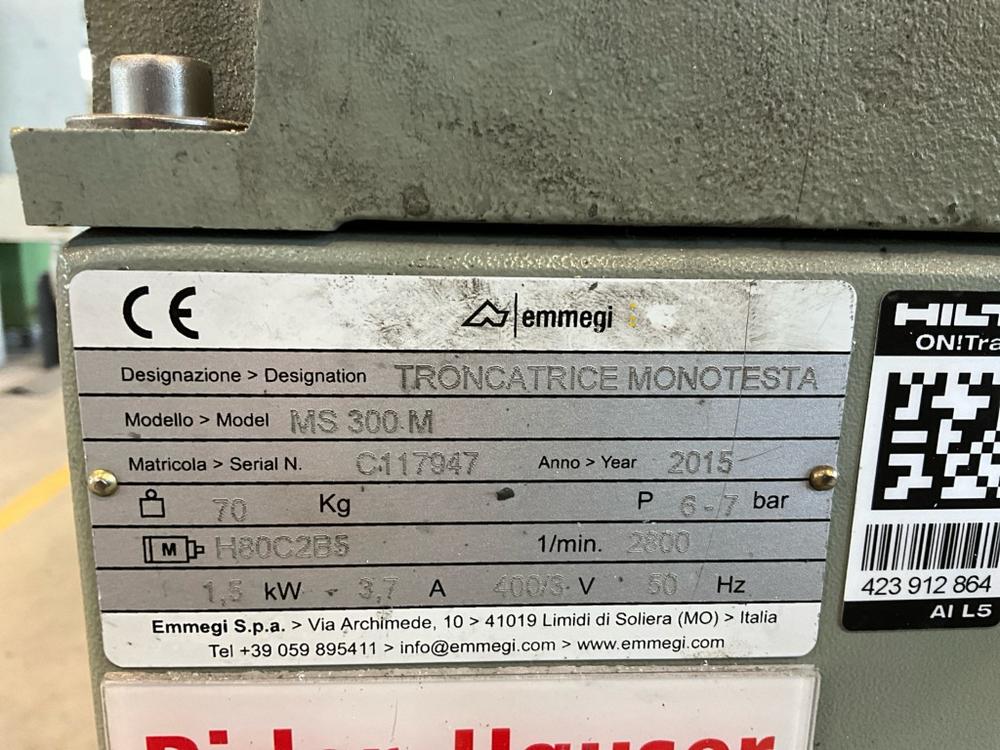 CE
emmegi
Designazione > Designation TRONCATRICE MONOTESTA
Modello > Model MS 300 M
Matricola > Serial N. C117947 Anno > Year 2015
70 Kg P 6-7 bar
M H80C2B5 1/min. 2800
1,5 kW - 3,7 A 400/3 V 50 Hz
Emmegi S.p.a. > Via Archimede, 10 > 41019 Limidi di Soliera (MO) > Italia
Tel +39 059 895411 > info@emmegi.com > www.emmegi.com
HILT
ON!Tra
423 912 864
AI L5